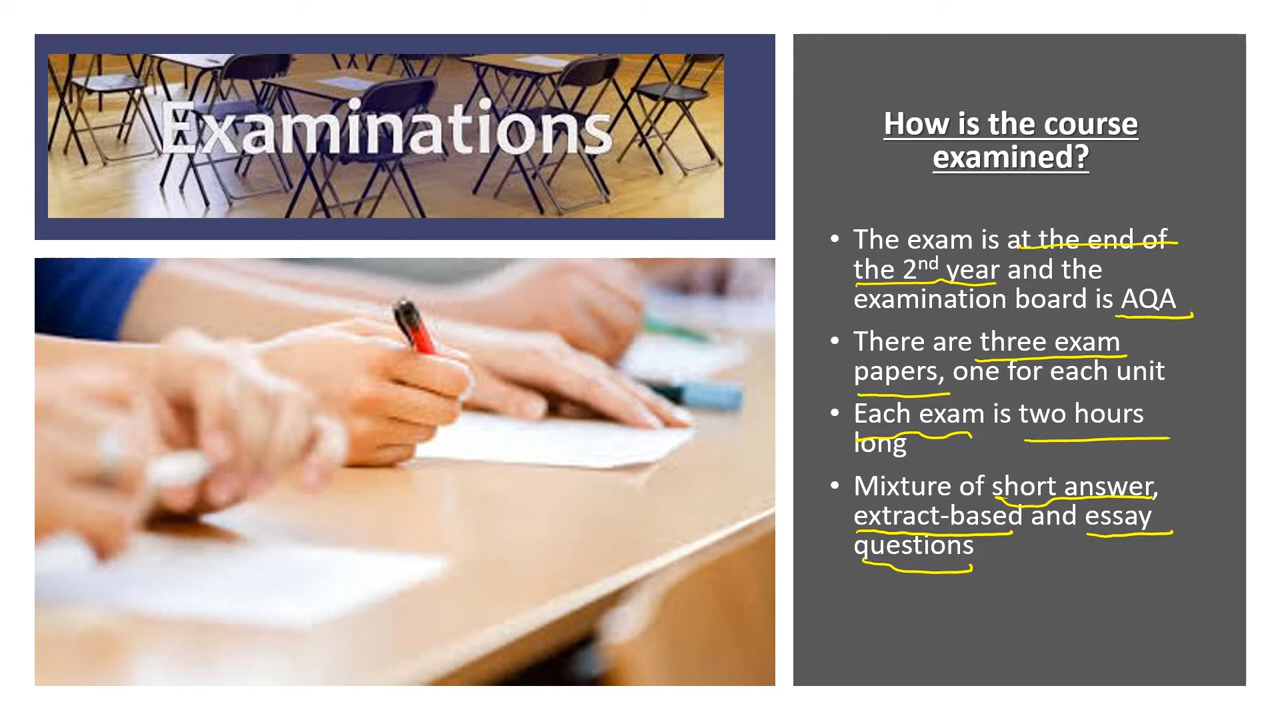 Examinations
How is the course
examined?
• The exam is at the end of
the 2nd year and the
examination board is AQA
• There are three exam
papers, one for each unit
• Each exam is two hours
long
• Mixture of short answer,
extract-based and essay
questions